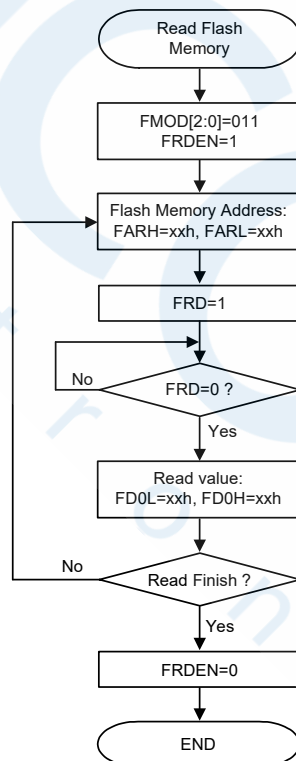 Read Flash
Memory
FMOD[2:0]=011
FRDEN=1
Flash Memory Address:
FARH=xxh, FARL=xxh
FRD=1
No
FRD=0 ?
Yes
Read value:
FD0L=xxh, FD0H=xxh
No
Read Finish ?
Yes
FRDEN=0
END